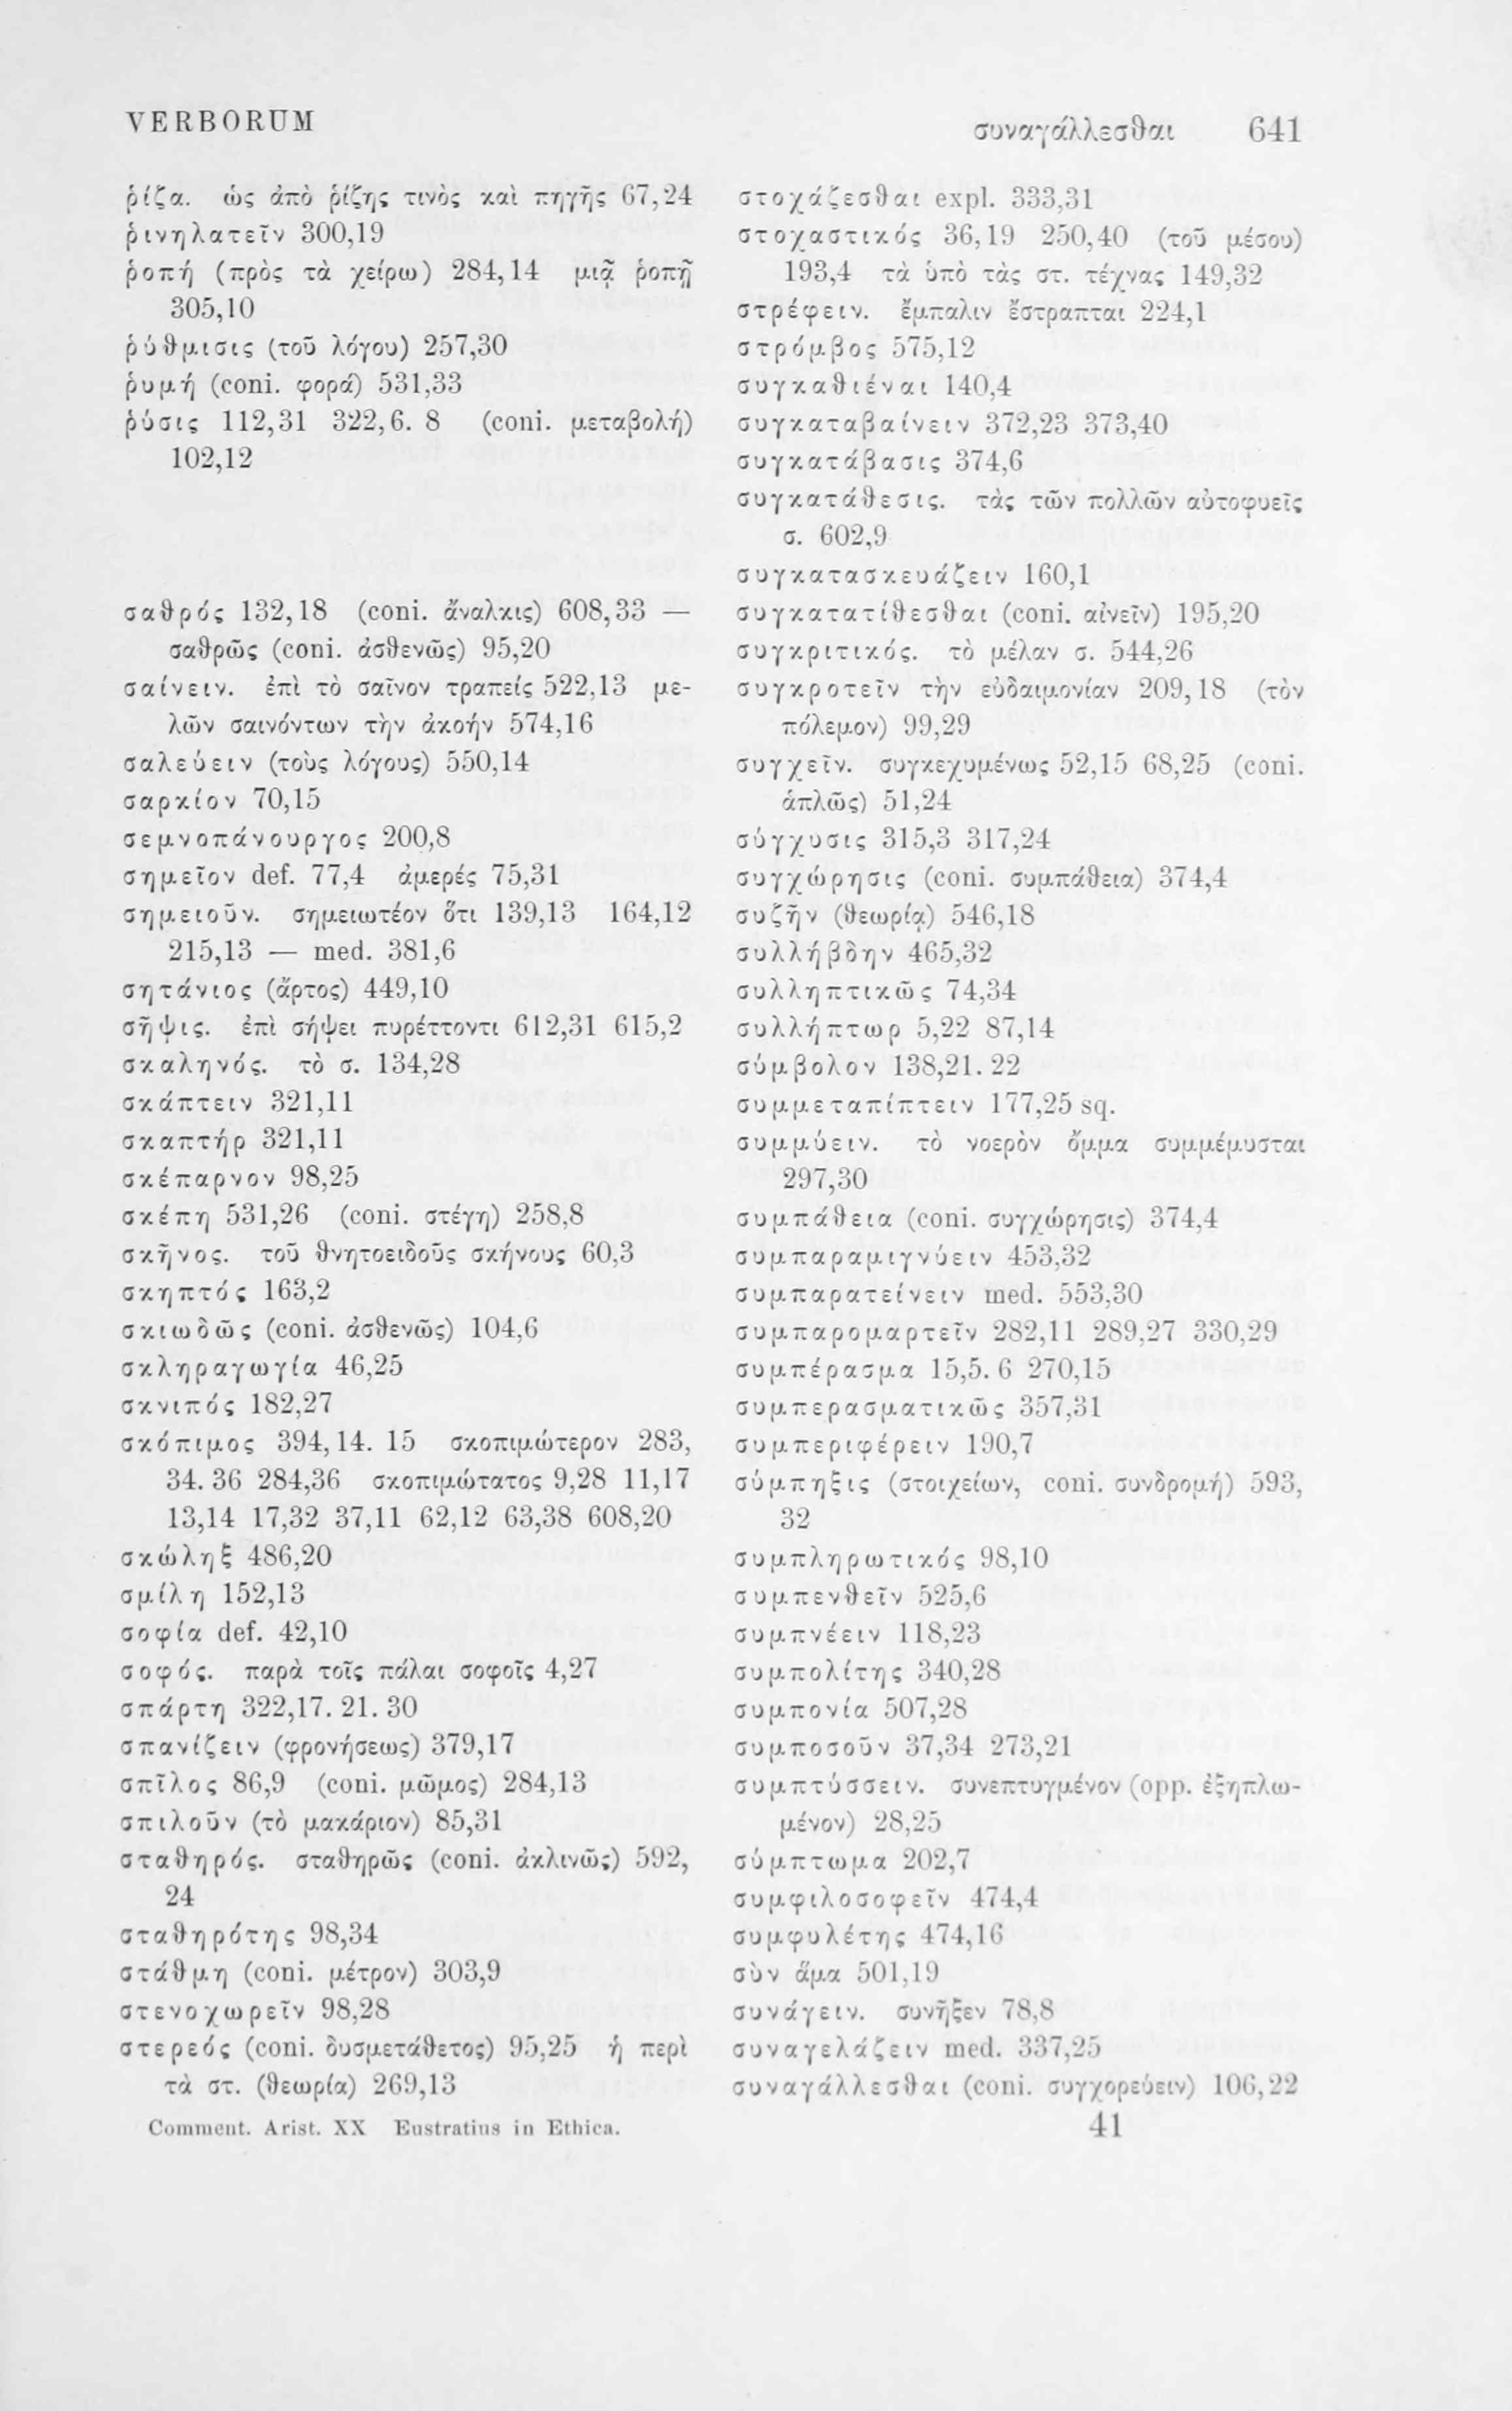 VERBORUM
συναγάλλεσθαι 641
ῥίζα. ὡς ἀπὸ ῥίζης τινὸς καὶ πηγῆς 67,24
ῥινηλατεῖν 300,19
ῥοπή (πρὸς τὰ χείρω) 284,14 μιᾷ ῥοπῇ
305,10
ῥύθμισις (τοῦ λόγου) 257,30
ῥυμή (coni. φορά) 531,33
ῥύσις 112,31 322,6. 8 (coni. μεταβολή)
102,12
σαθρός 132,18 (coni. ἄναλκις) 608,33 —
σαθρῶς (coni. ἀσθενῶς) 95,20
σαίνειν. ἐπὶ τὸ σαῖνον τραπείς 522,13 με-
λῶν σαινόντων τὴν ἀκοήν 574,16
σαλεύειν (τοὺς λόγους) 550,14
σαρκίον 70,15
σεμνοπάνουργος 200,8
σημεῖον def. 77,4 ἀμερές 75,31
σημειοῦν. σημειωτέον ὅτι 139,13 164,12
215,13 — med. 381,6
σητάνιος (ἄρτος) 449,10
σῆψις. ἐπὶ σήψει πυρέττοντι 612,31 615,2
σκαληνός. τὸ σ. 134,28
σκάπτειν 321,11
σκαπτήρ 321,11
σκέπαρνον 98,25
σκέπη 531,26 (coni. στέγη) 258,8
σκῆνος. τοῦ θνητοειδοῦς σκήνους 60,3
σκηπτός 163,2
σκιωδῶς (coni. ἀσθενῶς) 104,6
σκληραγωγία 46,25
σκνιπός 182,27
σκόπιμος 394,14. 15 σκοπιμώτερον 283,
34. 36 284,36 σκοπιμώτατος 9,28 11,17
13,14 17,32 37,11 62,12 63,38 608,20
σκώληξ 486,20
σμίλη 152,13
σοφία def. 42,10
σοφός. παρὰ τοῖς πάλαι σοφοῖς 4,27
σπάρτη 322,17. 21. 30
σπανίζειν (φρονήσεως) 379,17
σπῖλος 86,9 (coni. μῶμος) 284,13
σπιλοῦν (τὸ μακάριον) 85,31
σταθηρός. σταθηρῶς (coni. ἀκλινῶς) 592,
24
σταθηρότης 98,34
στάθμη (coni. μέτρον) 303,9
στενοχωρεῖν 98,28
στερεός (coni. δυσμετάθετος) 95,25 ἡ περὶ
τὰ στ. (θεωρία) 269,13
στοχάζεσθαι expl. 333,31
στοχαστικός 36,19 250,40 (τοῦ μέσου)
193,4 τὰ ὑπὸ τὰς στ. τέχνας 149,32
στρέφειν. ἔμπαλιν ἔστραπται 224,1
στρόμβος 575,12
συγκαθιέναι 140,4
συγκαταβαίνειν 372,23 373,40
συγκατάβασις 374,6
συγκατάθεσις. τὰς τῶν πολλῶν αὐτοφυεῖς
σ. 602,9
συγκατασκευάζειν 160,1
συγκατατίθεσθαι (coni. αἰνεῖν) 195,20
συγκριτικός. τὸ μέλαν σ. 544,26
συγκροτεῖν τὴν εὐδαιμονίαν 209,18 (τὸν
πόλεμον) 99,29
συγχεῖν. συγκεχυμένως 52,15 68,25 (coni.
ἁπλῶς) 51,24
σύγχυσις 315,3 317,24
συγχώρησις (coni. συμπάθεια) 374,4
συζῆν (θεωρίᾳ) 546,18
συλλήβδην 465,32
συλληπτικῶς 74,34
συλλήπτωρ 5,22 87,14
σύμβολον 138,21. 22
συμμεταπίπτειν 177,25 sq.
συμμύειν. τὸ νοερὸν ὄμμα συμμέμυσται
297,30
συμπάθεια (coni. συγχώρησις) 374,4
συμπαραμιγνύειν 453,32
συμπαρατείνειν med. 553,30
συμπαρομαρτεῖν 282,11 289,27 330,29
συμπέρασμα 15,5. 6 270,15
συμπερασματικῶς 357,31
συμπεριφέρειν 190,7
σύμπηξις (στοιχείων, coni. συνδρομή) 593,
32
συμπληρωτικός 98,10
συμπενθεῖν 525,6
συμπνέειν 118,23
συμπολίτης 340,28
συμπονία 507,28
συμποσοῦν 37,34 273,21
συμπτύσσειν. συνεπτυγμένον (opp. ἐξηπλω-
μένον) 28,25
σύμπτωμα 202,7
συμφιλοσοφεῖν 474,4
συμφυλέτης 474,16
σὺν ἅμα 501,19
συνάγειν. συνῆξεν 78,8
συναγελάζειν med. 337,25
συναγάλλεσθαι (coni. συγχορεύειν) 106,22
Comment. Arist. XX Eustratius in Ethica.
41